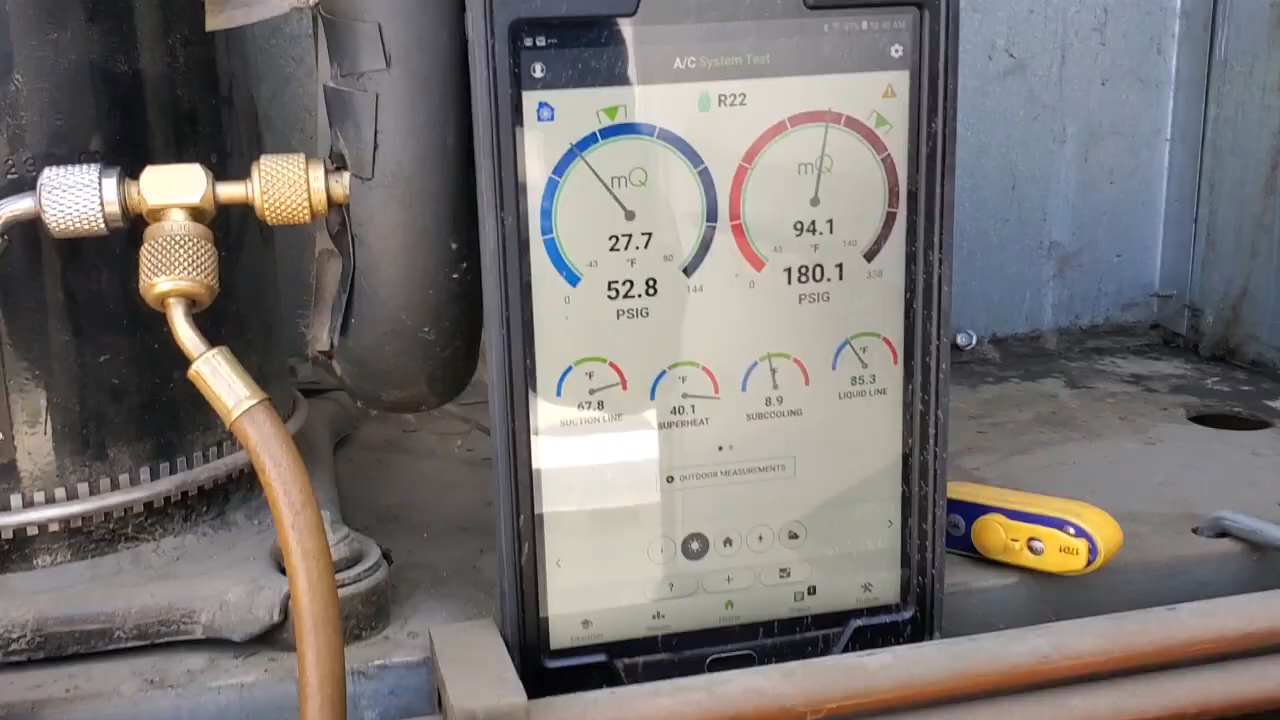 A/C System Test
R22
mQ
mQ
27.7
94.1
-43 °F 80
-43 °F 140
52.8
180.1
0
144
0
338
PSIG
PSIG
°F
°F
°F
°F
67.8
40.1
8.9
85.3
SUCTION LINE
SUPERHEAT
SUBCOOLING
LIQUID LINE
OUTDOOR MEASUREMENTS
?
+
1701